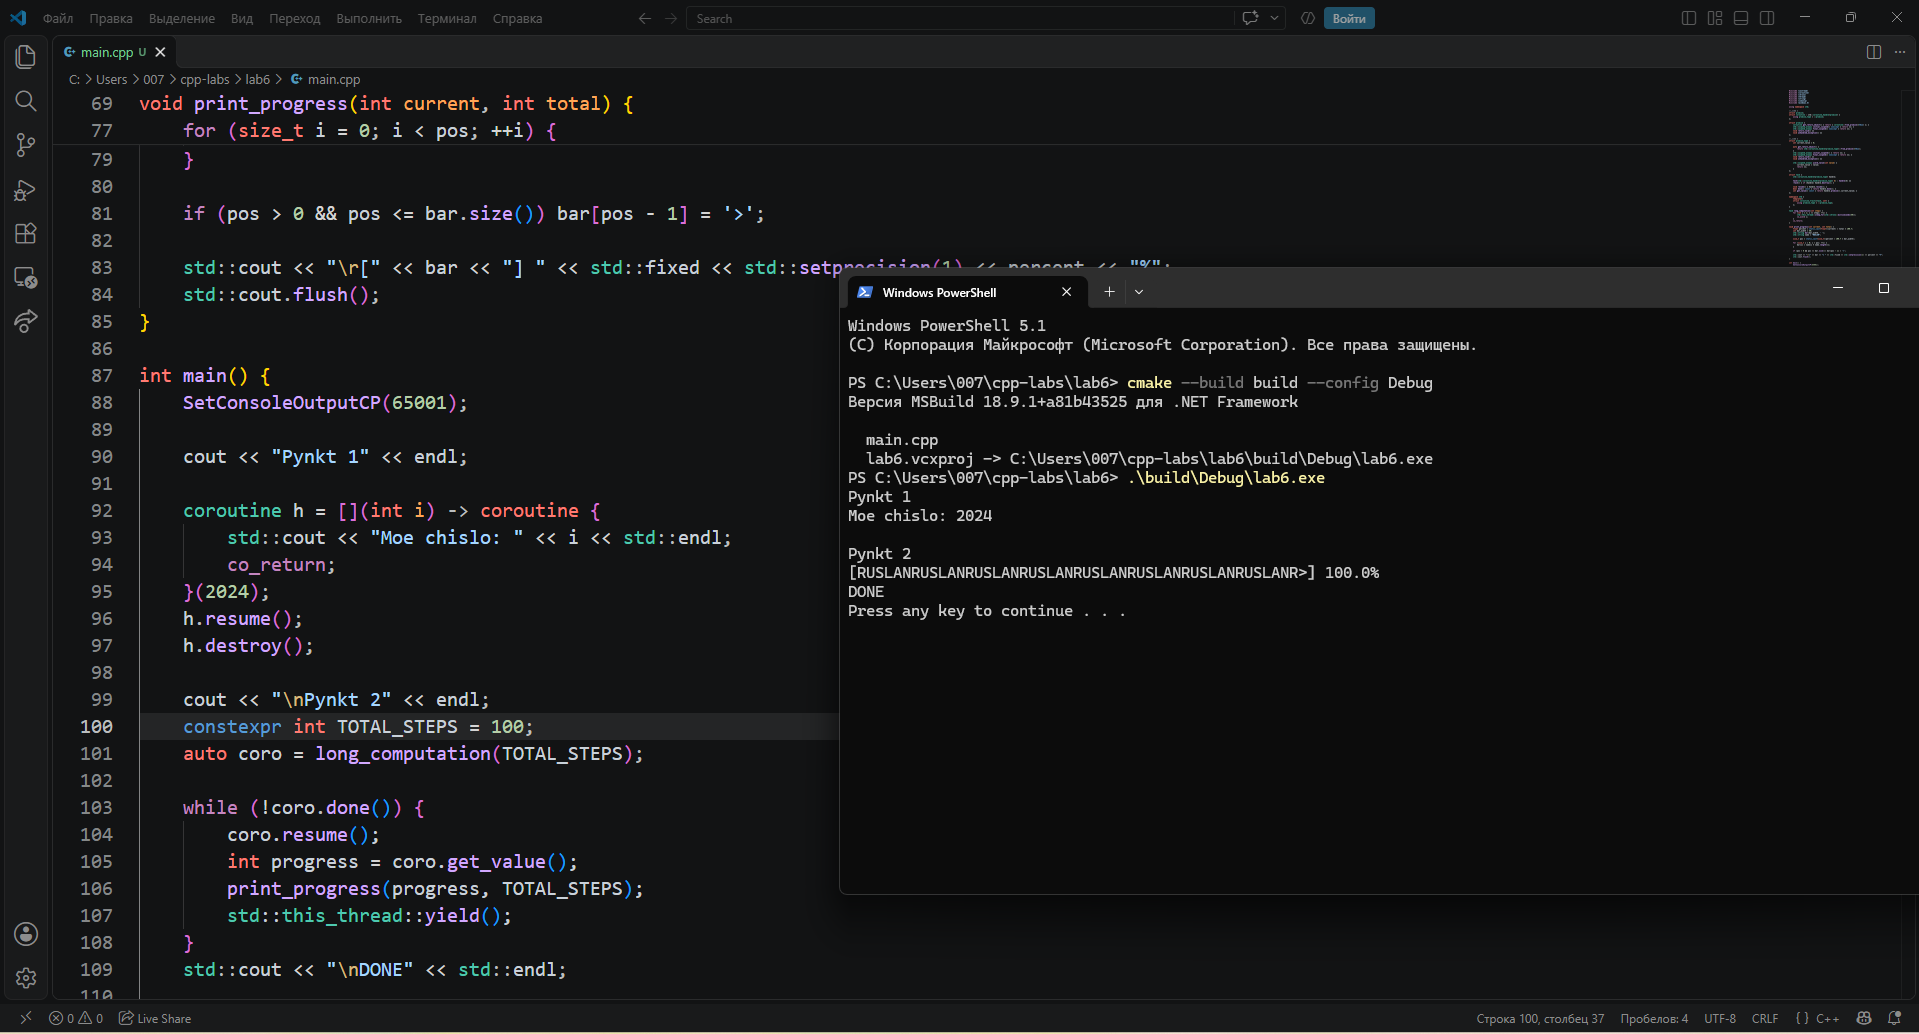 Файл Правка Выделение Вид Переход Выполнить Терминал Справка Search Войти
main.cpp U
C: > Users > 007 > cpp-labs > lab6 > main.cpp
69 void print_progress(int current, int total) {
77 for (size_t i = 0; i < pos; ++i) {
79 }
80
81 if (pos > 0 && pos <= bar.size()) bar[pos - 1] = '>';
82
83 std::cout << "\r[" << bar << "] " << std::fixed << std::setprecision(1) << percent << "%";
84 std::cout.flush();
85 }
86
87 int main() {
88 SetConsoleOutputCP(65001);
89
90 cout << "Pynkt 1" << endl;
91
92 coroutine h = [](int i) -> coroutine {
93 std::cout << "Moe chislo: " << i << std::endl;
94 co_return;
95 }(2024);
96 h.resume();
97 h.destroy();
98
99 cout << "\nPynkt 2" << endl;
100 constexpr int TOTAL_STEPS = 100;
101 auto coro = long_computation(TOTAL_STEPS);
102
103 while (!coro.done()) {
104 coro.resume();
105 int progress = coro.get_value();
106 print_progress(progress, TOTAL_STEPS);
107 std::this_thread::yield();
108 }
109 std::cout << "\nDONE" << std::endl;
110
Windows PowerShell
Windows PowerShell 5.1
(C) Корпорация Майкрософт (Microsoft Corporation). Все права защищены.
PS C:\Users\007\cpp-labs\lab6> cmake --build build --config Debug
Версия MSBuild 18.9.1+a81b43525 для .NET Framework
main.cpp
lab6.vcxproj -> C:\Users\007\cpp-labs\lab6\build\Debug\lab6.exe
PS C:\Users\007\cpp-labs\lab6> .\build\Debug\lab6.exe
Pynkt 1
Moe chislo: 2024
Pynkt 2
[RUSLANRUSLANRUSLANRUSLANRUSLANRUSLANRUSLANRUSLANR>] 100.0%
DONE
Press any key to continue . . .
0 0 Live Share Строка 100, столбец 37 Пробелов: 4 UTF-8 CRLF { } C++